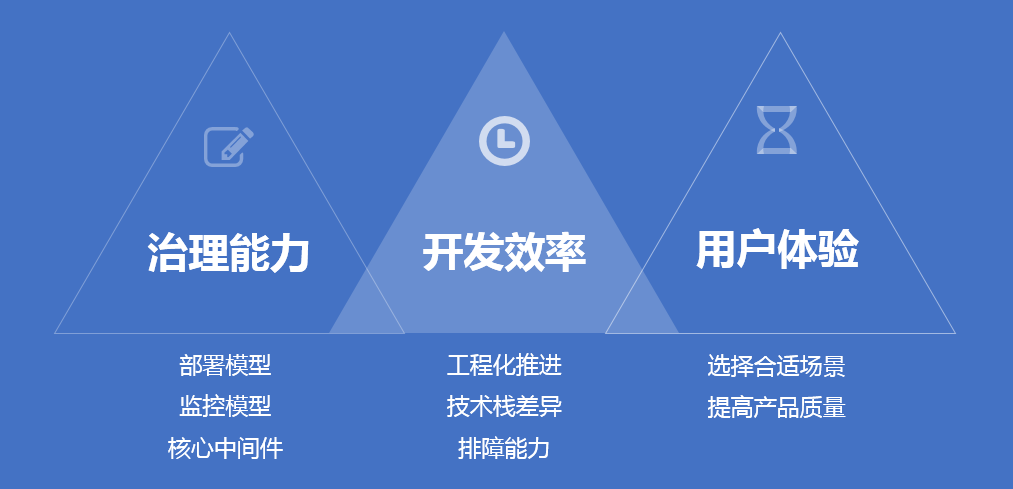 治理能力
部署模型
监控模型
核心中间件
开发效率
工程化推进
技术栈差异
排障能力
用户体验
选择合适场景
提高产品质量